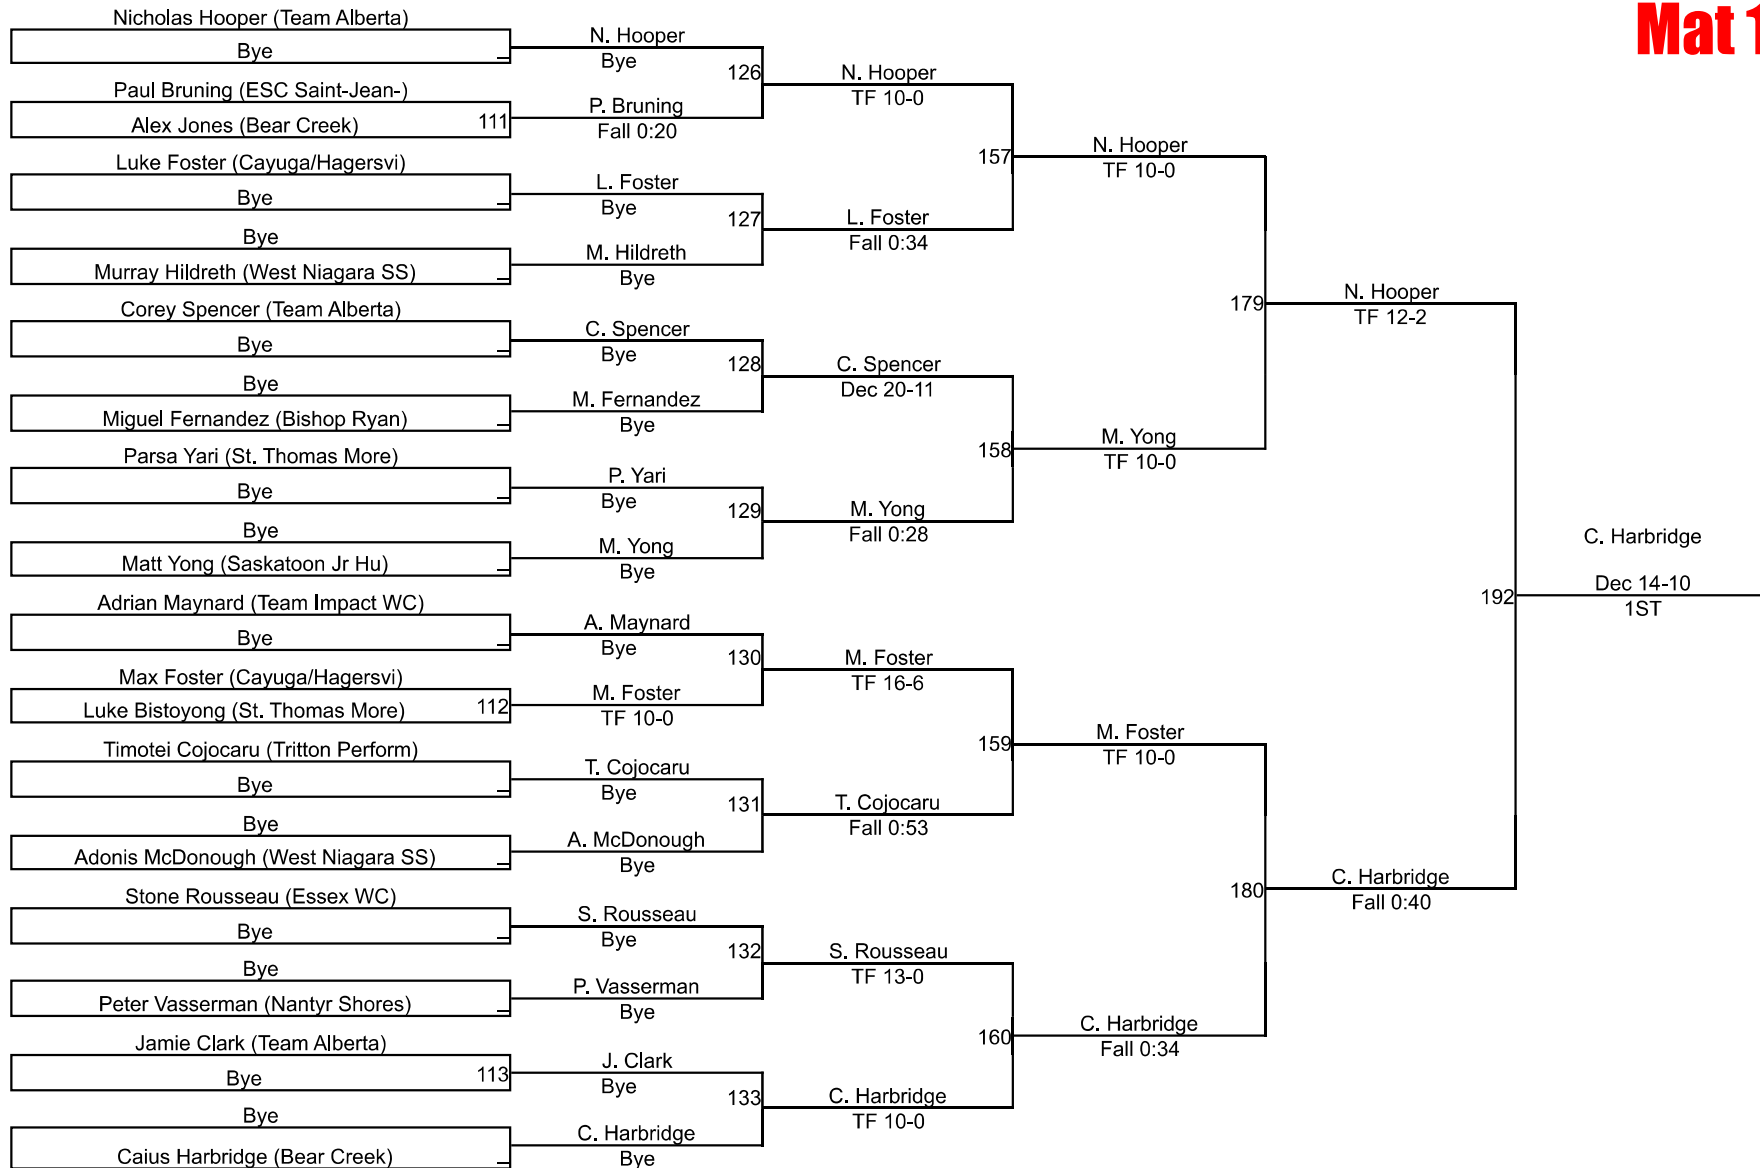 Mat 1
Nicholas Hooper (Team Alberta)
Bye
Paul Bruning (ESC Saint-Jean-)
Alex Jones (Bear Creek) 111
Luke Foster (Cayuga/Hagersvi)
Bye
Bye
Murray Hildreth (West Niagara SS)
Corey Spencer (Team Alberta)
Bye
Bye
Miguel Fernandez (Bishop Ryan)
Parsa Yari (St. Thomas More)
Bye
Bye
Matt Yong (Saskatoon Jr Hu)
Adrian Maynard (Team Impact WC)
Bye
Max Foster (Cayuga/Hagersvi)
Luke Bistoyong (St. Thomas More) 112
Timotei Cojocaru (Tritton Perform)
Bye
Bye
Adonis McDonough (West Niagara SS)
Stone Rousseau (Essex WC)
Bye
Bye
Peter Vasserman (Nantyr Shores)
Jamie Clark (Team Alberta)
Bye 113
Bye
Caius Harbridge (Bear Creek)
N. Hooper
Bye
126
P. Bruning
Fall 0:20
L. Foster
Bye
127
M. Hildreth
Bye
C. Spencer
Bye
128
M. Fernandez
Bye
P. Yari
Bye
129
M. Yong
Bye
A. Maynard
Bye
130
M. Foster
TF 10-0
T. Cojocaru
Bye
131
A. McDonough
Bye
S. Rousseau
Bye
132
P. Vasserman
Bye
J. Clark
Bye
133
C. Harbridge
Bye
N. Hooper
TF 10-0
157
L. Foster
Fall 0:34
C. Spencer
Dec 20-11
158
M. Yong
Fall 0:28
M. Foster
TF 16-6
159
T. Cojocaru
Fall 0:53
S. Rousseau
TF 13-0
160
C. Harbridge
TF 10-0
N. Hooper
TF 10-0
179
M. Yong
TF 10-0
M. Foster
TF 10-0
180
C. Harbridge
Fall 0:34
N. Hooper
TF 12-2
192
C. Harbridge
Fall 0:40
C. Harbridge
Dec 14-10
1ST